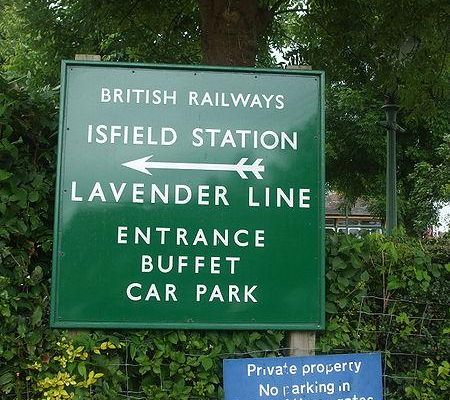 BRITISH RAILWAYS
ISFIELD STATION
LAVENDER LINE
ENTRANCE
BUFFET
CAR PARK
Private property
No parking in